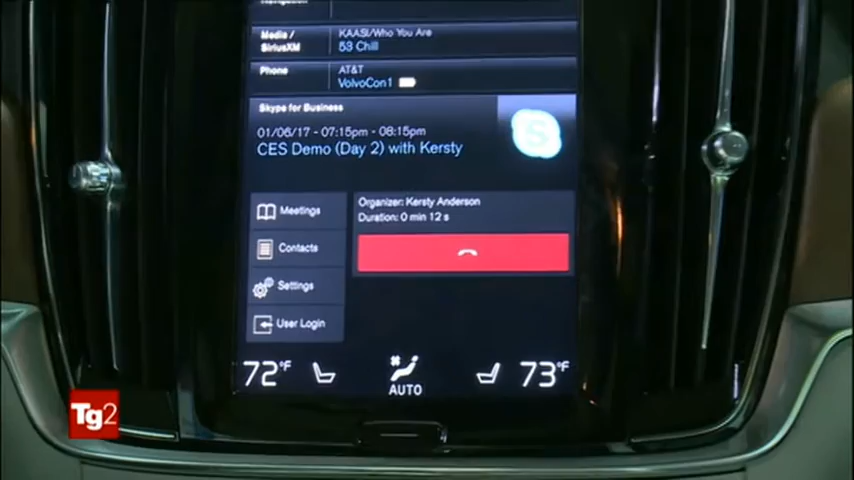 Navigation
Media /
SiriusXM
KAASI/Who You Are
53 Chill
Phone
AT&T
VolvoCon1
Skype for Business
01/06/17 - 07:15pm - 08:15pm
CES Demo (Day 2) with Kersty
S
Meetings
Contacts
Settings
User Login
Organizer: Kersty Anderson
Duration: 0 min 12 s
72°F
AUTO
73°F
Tg2